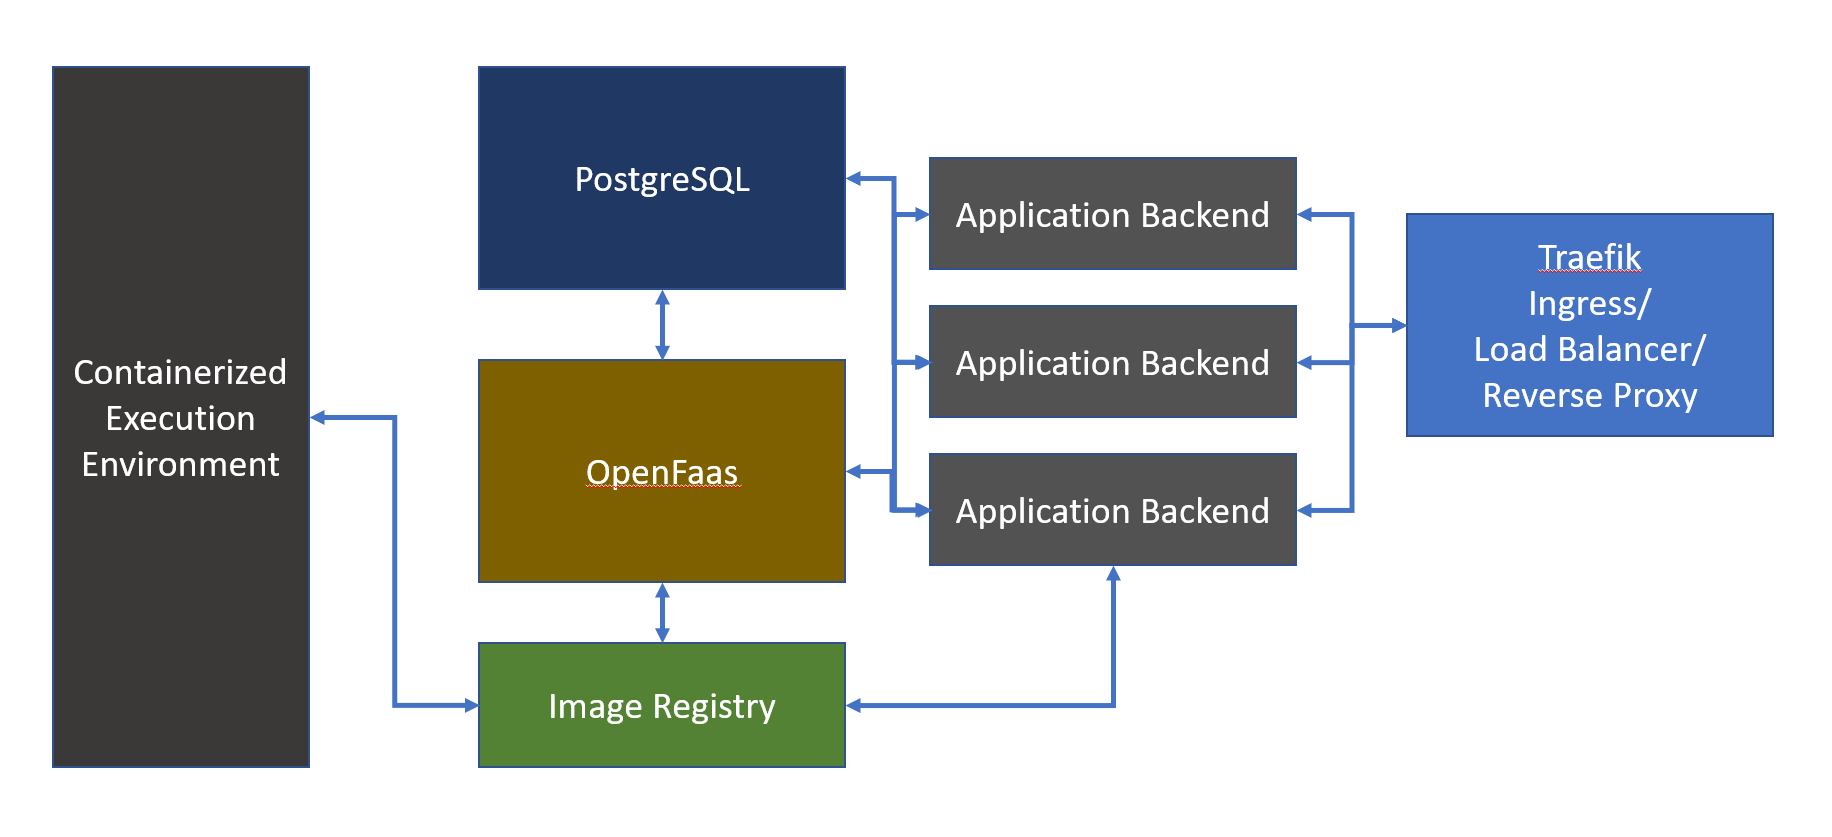 Containerized
Execution
Environment
PostgreSQL
OpenFaas
Image Registry
Application Backend
Application Backend
Application Backend
Traefik
Ingress/
Load Balancer/
Reverse Proxy